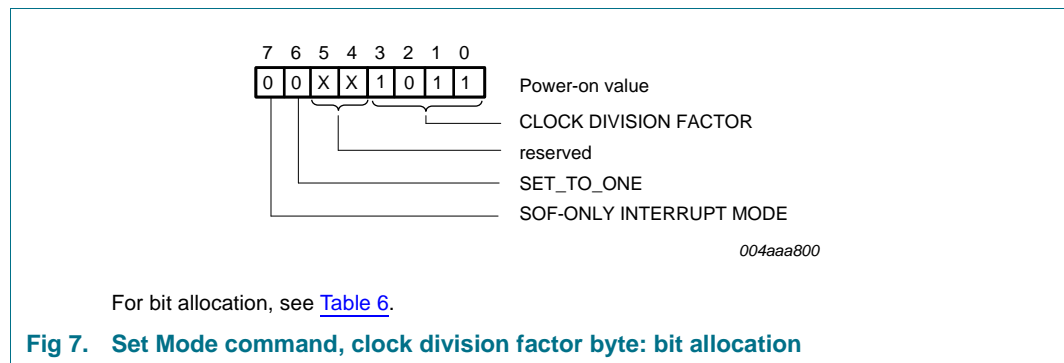 7 6 5 4 3 2 1 0
0 0 X X 1 0 1 1 Power-on value
CLOCK DIVISION FACTOR
reserved
SET_TO_ONE
SOF-ONLY INTERRUPT MODE
004aaa800
For bit allocation, see Table 6.
Fig 7. Set Mode command, clock division factor byte: bit allocation